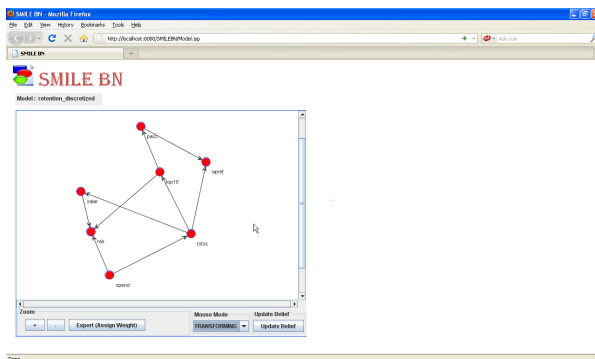 SMILE BN - Mozilla Firefox
File Edit View History Bookmarks Tools Help
http://localhost:8080/SMILEBN/Model.jsp
Ask.com
SMILE BN
SMILE BN
Model : retention_discretized
pacc
apret
top10
salar
rejr
tstsc
spend
Zoom
Mouse Mode
Update Belief
+ - Expert (Assign Weight)
TRANSFORMING
Update Belief
Done